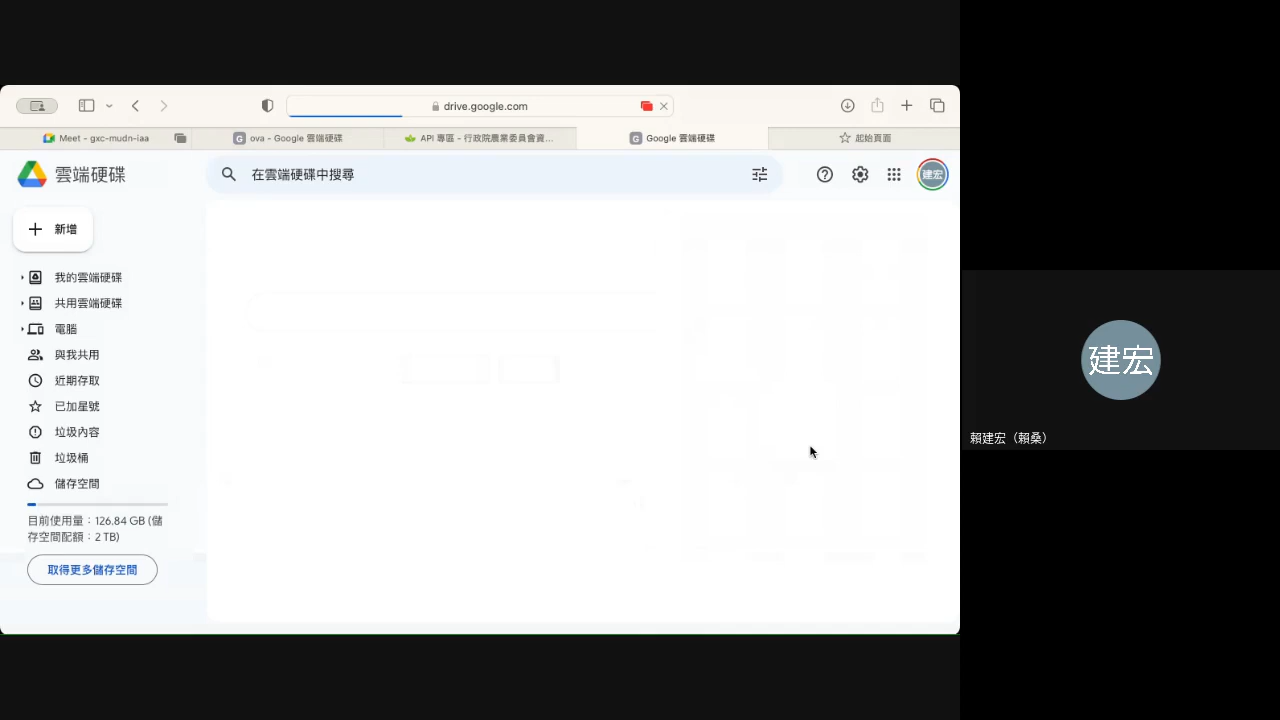 drive.google.com
Meet - gxc-mudn-iaa
ova - Google 雲端硬碟
API 專區 - 行政院農業委員會資...
Google 雲端硬碟
起始頁面
雲端硬碟
在雲端硬碟中搜尋
建宏
新增
我的雲端硬碟
共用雲端硬碟
電腦
與我共用
近期存取
已加星號
垃圾內容
垃圾桶
儲存空間
目前使用量：126.84 GB (儲
存空間配額：2 TB)
取得更多儲存空間
建宏
賴建宏（賴桑）